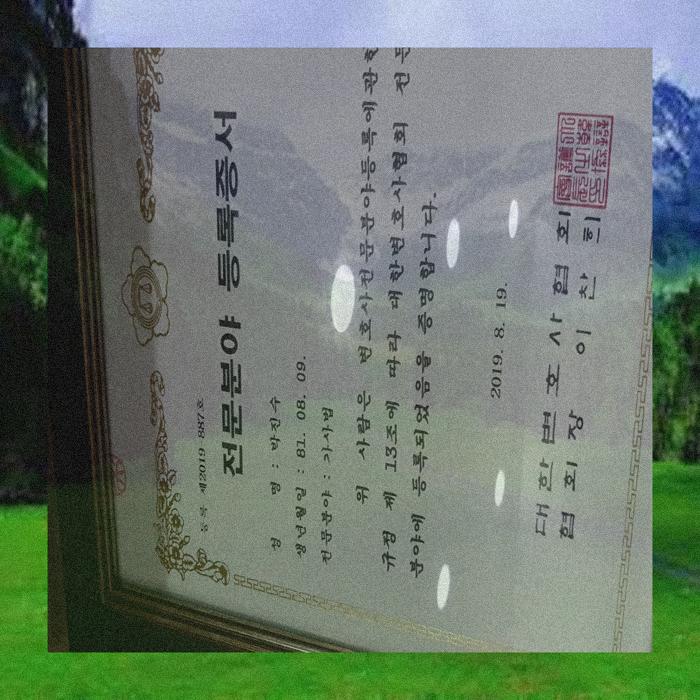 등록 제2019-887호
전문분야 등록증서
성 명 : 박진수
생년월일 : 81. 08. 09.
전문분야 : 가사법
위 사람은 변호사전문분야등록에관한
규정 제 13조에 따라 대한변호사협회 전문
분야에 등록되었음을 증명합니다.
2019. 8. 19.
대한변호사협회
협회장 이찬희